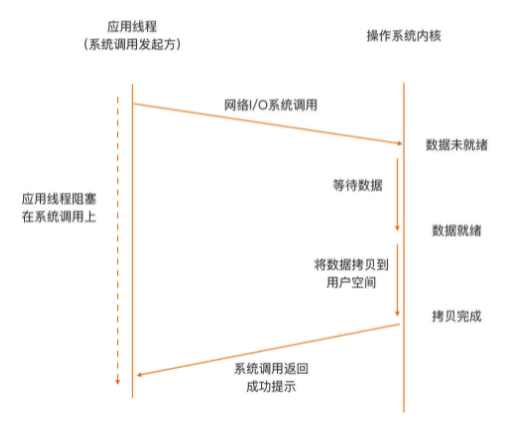 应用线程
（系统调用发起方）
操作系统内核
网络I/O系统调用
数据未就绪
等待数据
应用线程阻塞
在系统调用上
数据就绪
将数据拷贝到
用户空间
拷贝完成
系统调用返回
成功提示